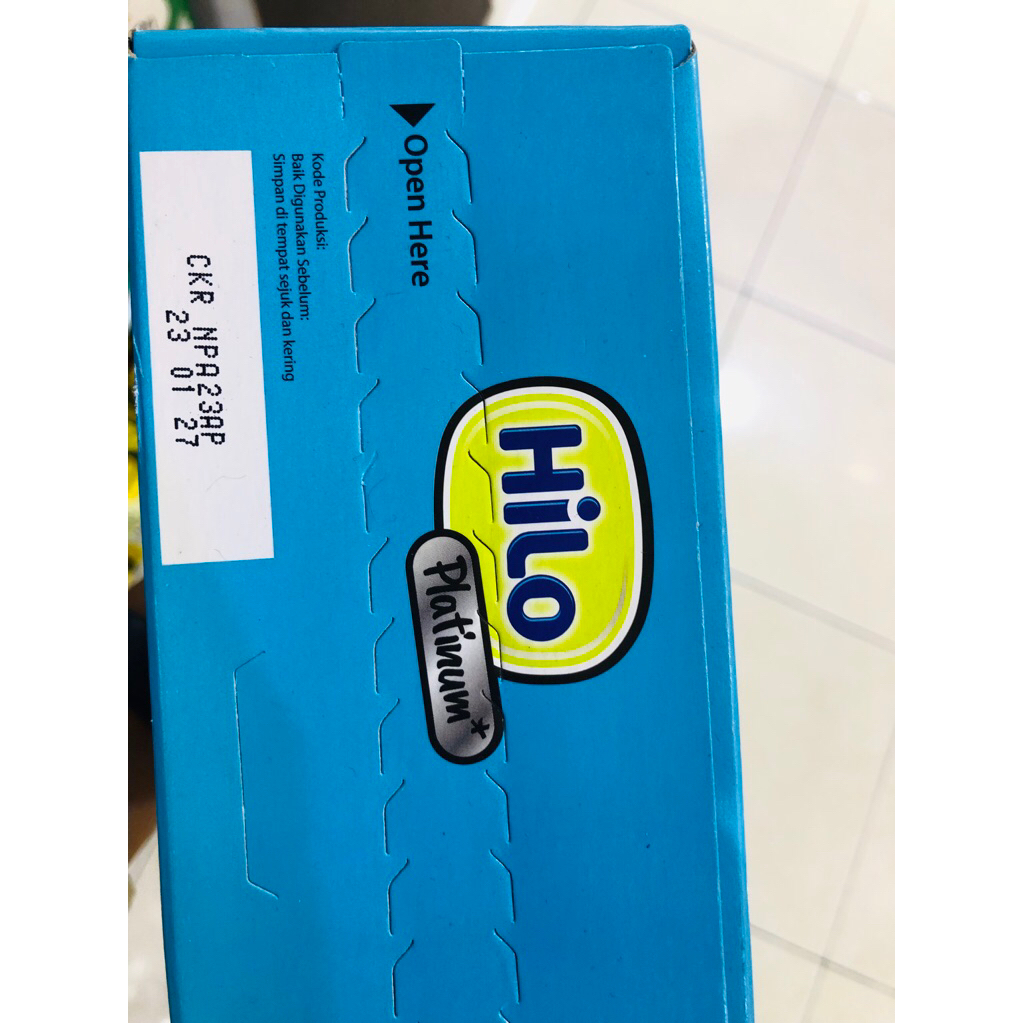 Open Here
Kode Produksi:
Baik Digunakan Sebelum:
Simpan di tempat sejuk dan kering
CKR NPA23AP
23 01 27
HiLo
Platinum*